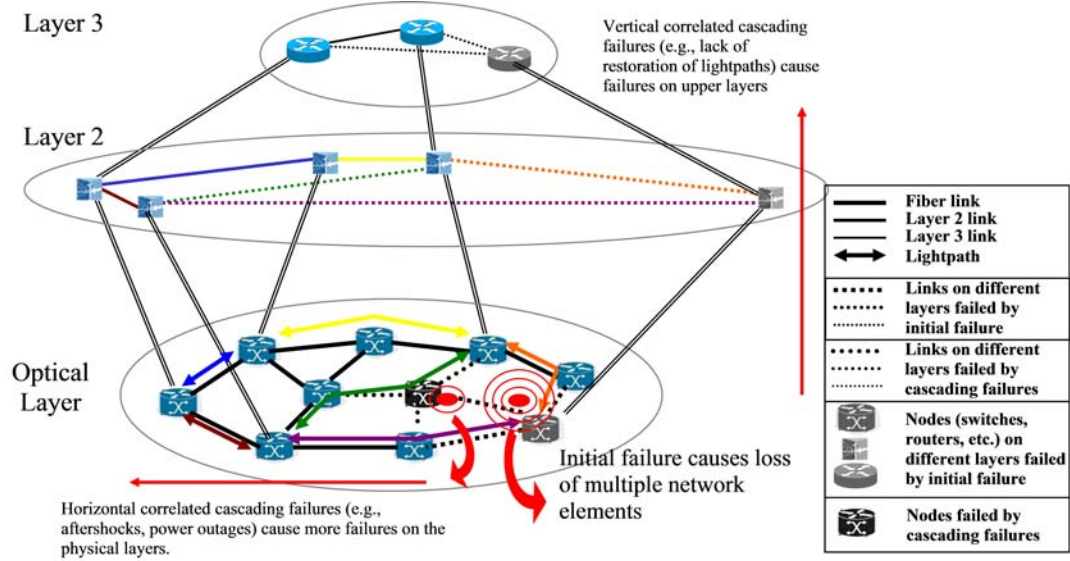 Layer 3
Vertical correlated cascading
failures (e.g., lack of
restoration of lightpaths) cause
failures on upper layers
Layer 2
Fiber link
Layer 2 link
Layer 3 link
Lightpath
Links on different
layers failed by
initial failure
Links on different
layers failed by
cascading failures
Nodes (switches,
routers, etc.) on
different layers failed
by initial failure
Nodes failed by
cascading failures
Optical
Layer
Initial failure causes loss
of multiple network
elements
Horizontal correlated cascading failures (e.g.,
aftershocks, power outages) cause more failures on the
physical layers.